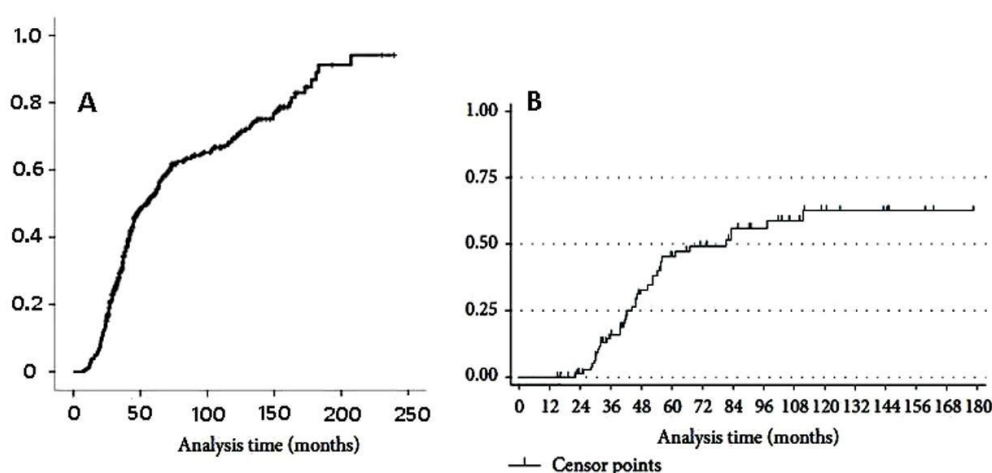 A
1.0
0.8
0.6
0.4
0.2
0
0 50 100 150 200 250
Analysis time (months)
B
1.00
0.75
0.50
0.25
0.00
0 12 24 36 48 60 72 84 96 108 120 132 144 156 168 180
Analysis time (months)
Censor points